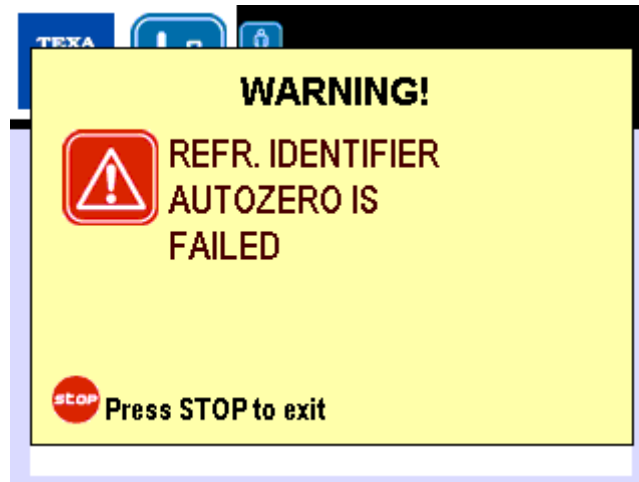 TEXA
WARNING!
REFR. IDENTIFIER
AUTOZERO IS
FAILED
stop
Press STOP to exit